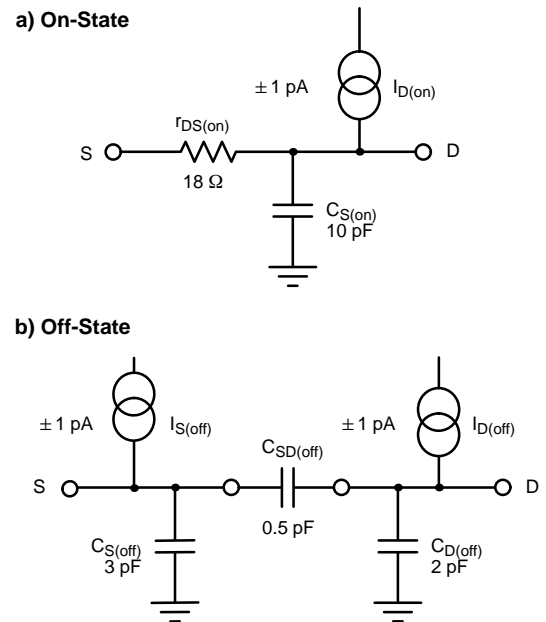 a) On-State
± 1 pA
I_D(on)
r_DS(on)
S
D
18 Ω
C_S(on)
10 pF
b) Off-State
± 1 pA
I_S(off)
± 1 pA
I_D(off)
C_SD(off)
S
D
0.5 pF
C_S(off)
3 pF
C_D(off)
2 pF